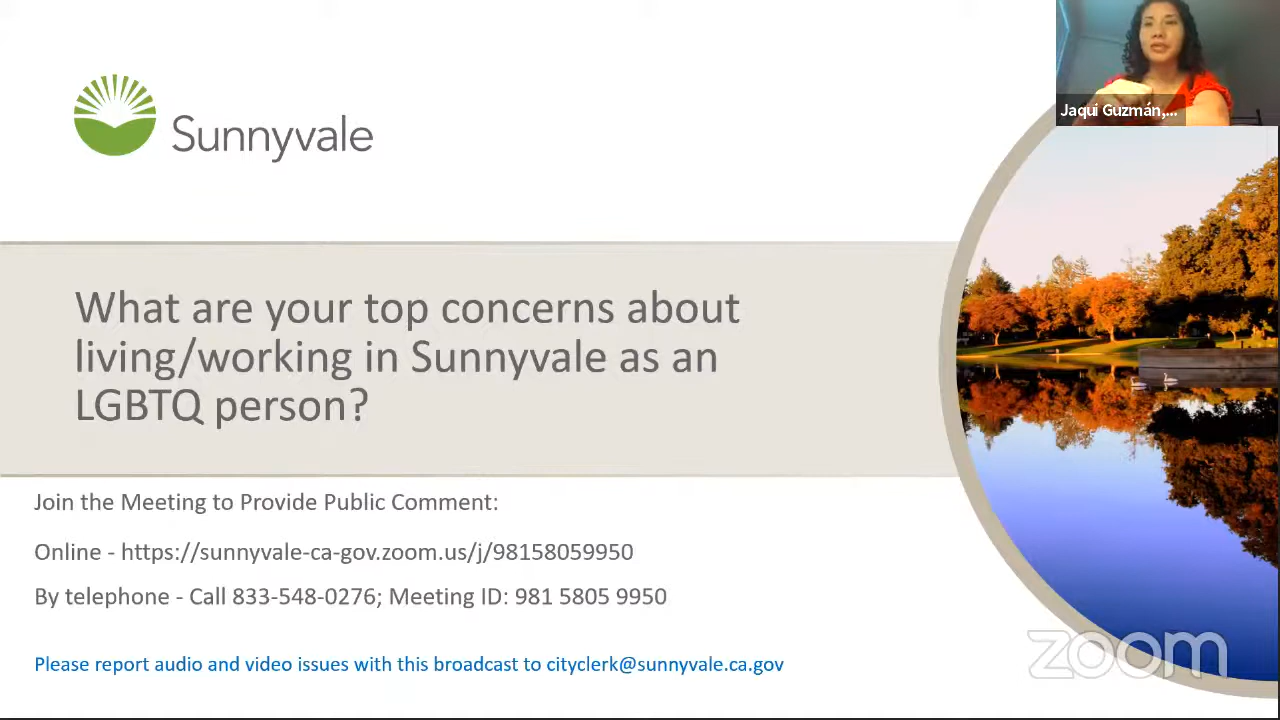 Sunnyvale
Jaqui Guzmán,...
What are your top concerns about
living/working in Sunnyvale as an
LGBTQ person?
Join the Meeting to Provide Public Comment:
Online - https://sunnyvale-ca-gov.zoom.us/j/98158059950
By telephone - Call 833-548-0276; Meeting ID: 981 5805 9950
Please report audio and video issues with this broadcast to cityclerk@sunnyvale.ca.gov
zoom